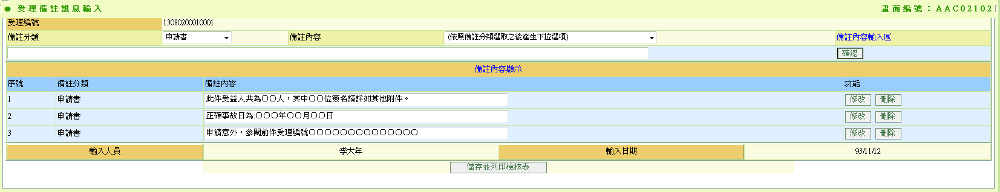 ● 受理備註訊息輸入 畫面編號：AAC02102
受理編號 13080200010001
備註分類 申請書 備註內容 (依照備註分類選取之後產生下拉選項) 備註內容輸入區
確認
備註內容顯示
序號 備註分類 備註內容 功能
1 申請書 此件受益人共為○○人，其中○○位簽名請詳如其他附件。 修改 刪除
2 申請書 正確事故日為:○○○年○○月○○日 修改 刪除
3 申請書 申請意外，參閱前件受理編號○○○○○○○○○○○○○○ 修改 刪除
輸入人員 李大年 輸入日期 93/11/12
儲存並列印檢核表